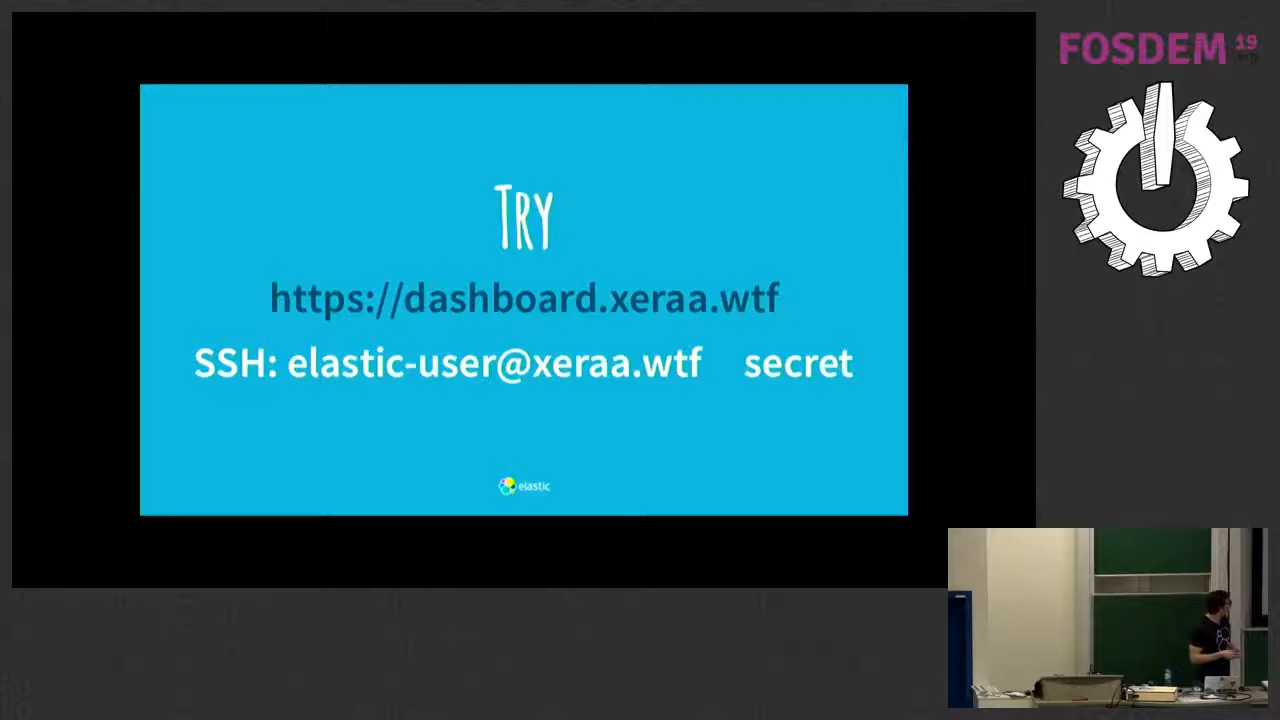 FOSDEM 19
Try
https://dashboard.xeraa.wtf
SSH: elastic-user@xeraa.wtf secret
elastic